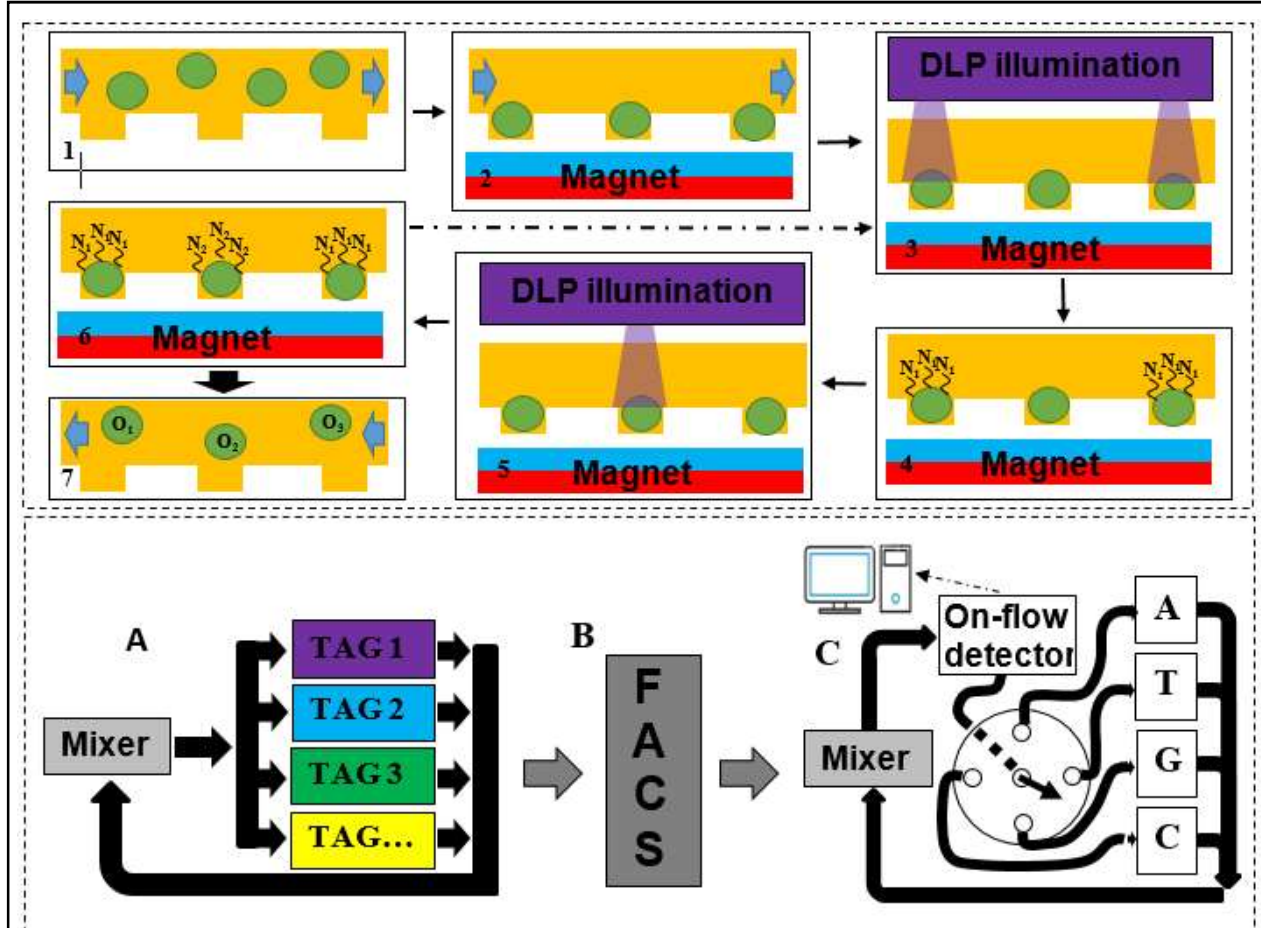 1
2
Magnet
DLP illumination
3
Magnet
N₁ N₁ N₁
N₂ N₂ N₂
N₁ N₁ N₁
6
Magnet
DLP illumination
5
Magnet
N₁ N₁ N₁
N₁ N₁ N₁
4
Magnet
O₁
O₂
O₃
7
A
Mixer
TAG 1
TAG 2
TAG 3
TAG...
B
F
A
C
S
C
Mixer
On-flow
detector
A
T
G
C